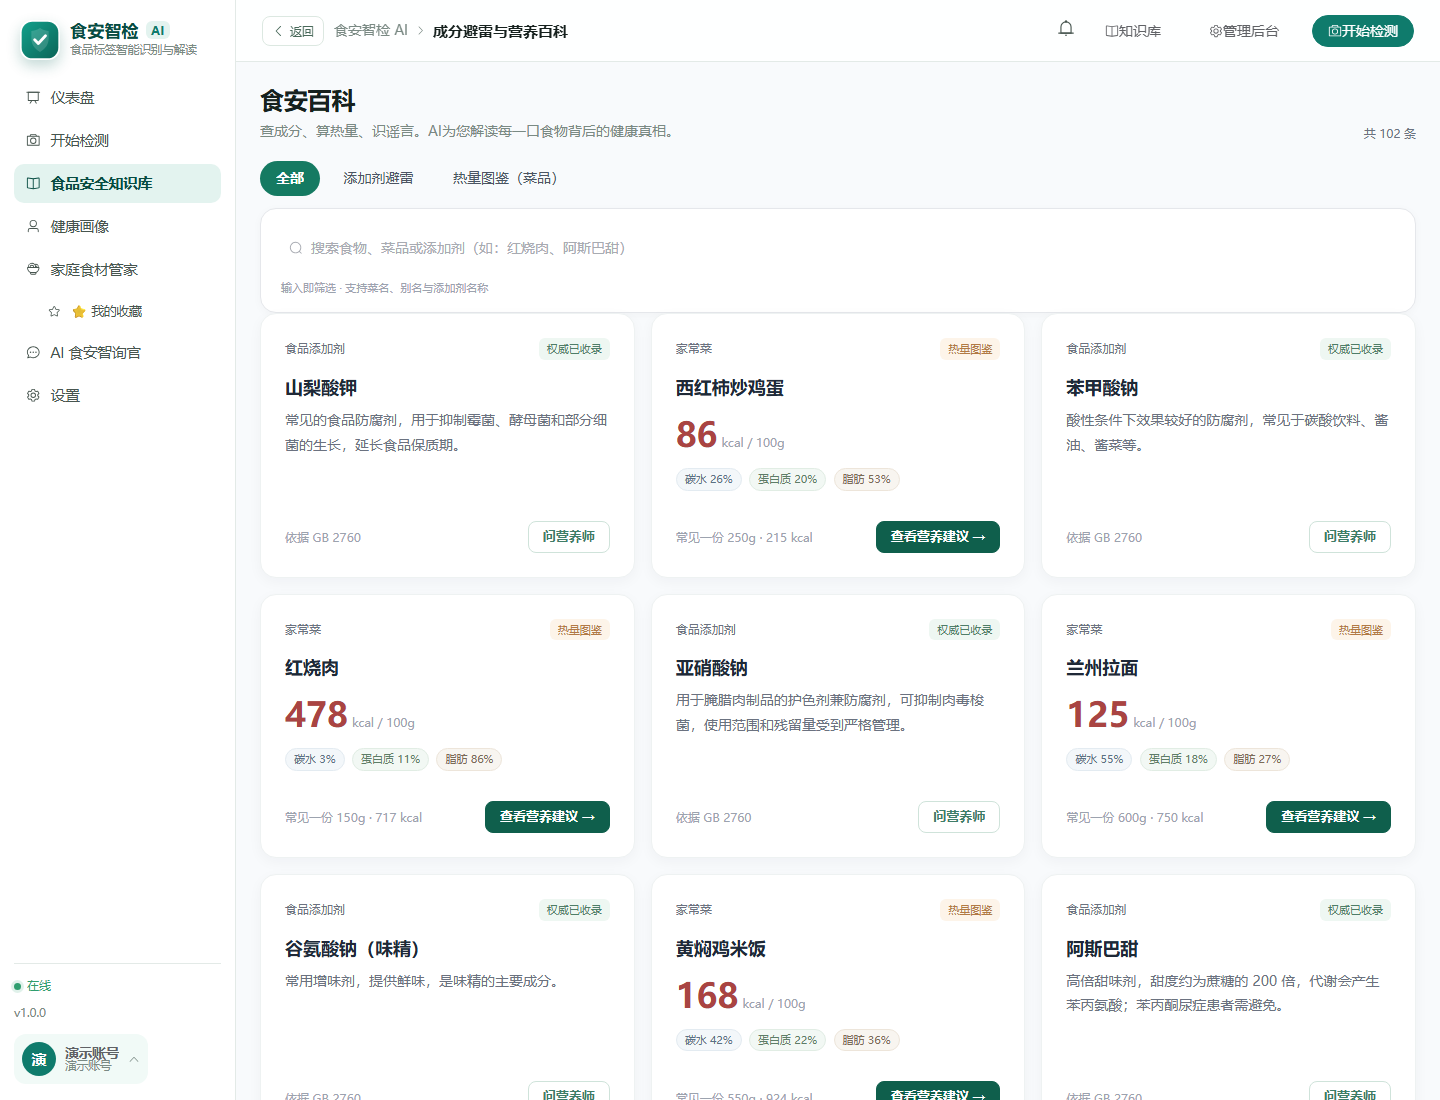 食安智检 AI
食品标签智能识别与解读
仪表盘
开始检测
食品安全知识库
健康画像
家庭食材管家
我的收藏
AI 食安智询官
设置
在线
v1.0.0
演
演示账号
演示账号
返回
食安智检 AI
成分避雷与营养百科
知识库
管理后台
开始检测
食安百科
查成分、算热量、识谣言。AI为您解读每一口食物背后的健康真相。
共 102 条
全部
添加剂避雷
热量图鉴（菜品）
搜索食物、菜品或添加剂（如：红烧肉、阿斯巴甜）
输入即筛选 · 支持菜名、别名与添加剂名称
食品添加剂
权威已收录
山梨酸钾
常见的食品防腐剂，用于抑制霉菌、酵母菌和部分细
菌的生长，延长食品保质期。
依据 GB 2760
问营养师
家常菜
热量图鉴
西红柿炒鸡蛋
86 kcal / 100g
碳水 26%
蛋白质 20%
脂肪 53%
常见一份 250g · 215 kcal
查看营养建议 →
食品添加剂
权威已收录
苯甲酸钠
酸性条件下效果较好的防腐剂，常见于碳酸饮料、酱
油、酱菜等。
依据 GB 2760
问营养师
家常菜
热量图鉴
红烧肉
478 kcal / 100g
碳水 3%
蛋白质 11%
脂肪 86%
常见一份 150g · 717 kcal
查看营养建议 →
食品添加剂
权威已收录
亚硝酸钠
用于腌腊肉制品的护色剂兼防腐剂，可抑制肉毒梭
菌，使用范围和残留量受到严格管理。
依据 GB 2760
问营养师
家常菜
热量图鉴
兰州拉面
125 kcal / 100g
碳水 55%
蛋白质 18%
脂肪 27%
常见一份 600g · 750 kcal
查看营养建议 →
食品添加剂
权威已收录
谷氨酸钠（味精）
常用增味剂，提供鲜味，是味精的主要成分。
依据 GB 2760
问营养师
家常菜
热量图鉴
黄焖鸡米饭
168 kcal / 100g
碳水 42%
蛋白质 22%
脂肪 36%
常见一份 550g · 924 kcal
查看营养建议 →
食品添加剂
权威已收录
阿斯巴甜
高倍甜味剂，甜度约为蔗糖的 200 倍，代谢会产生
苯丙氨酸；苯丙酮尿症患者需避免。
依据 GB 2760
问营养师